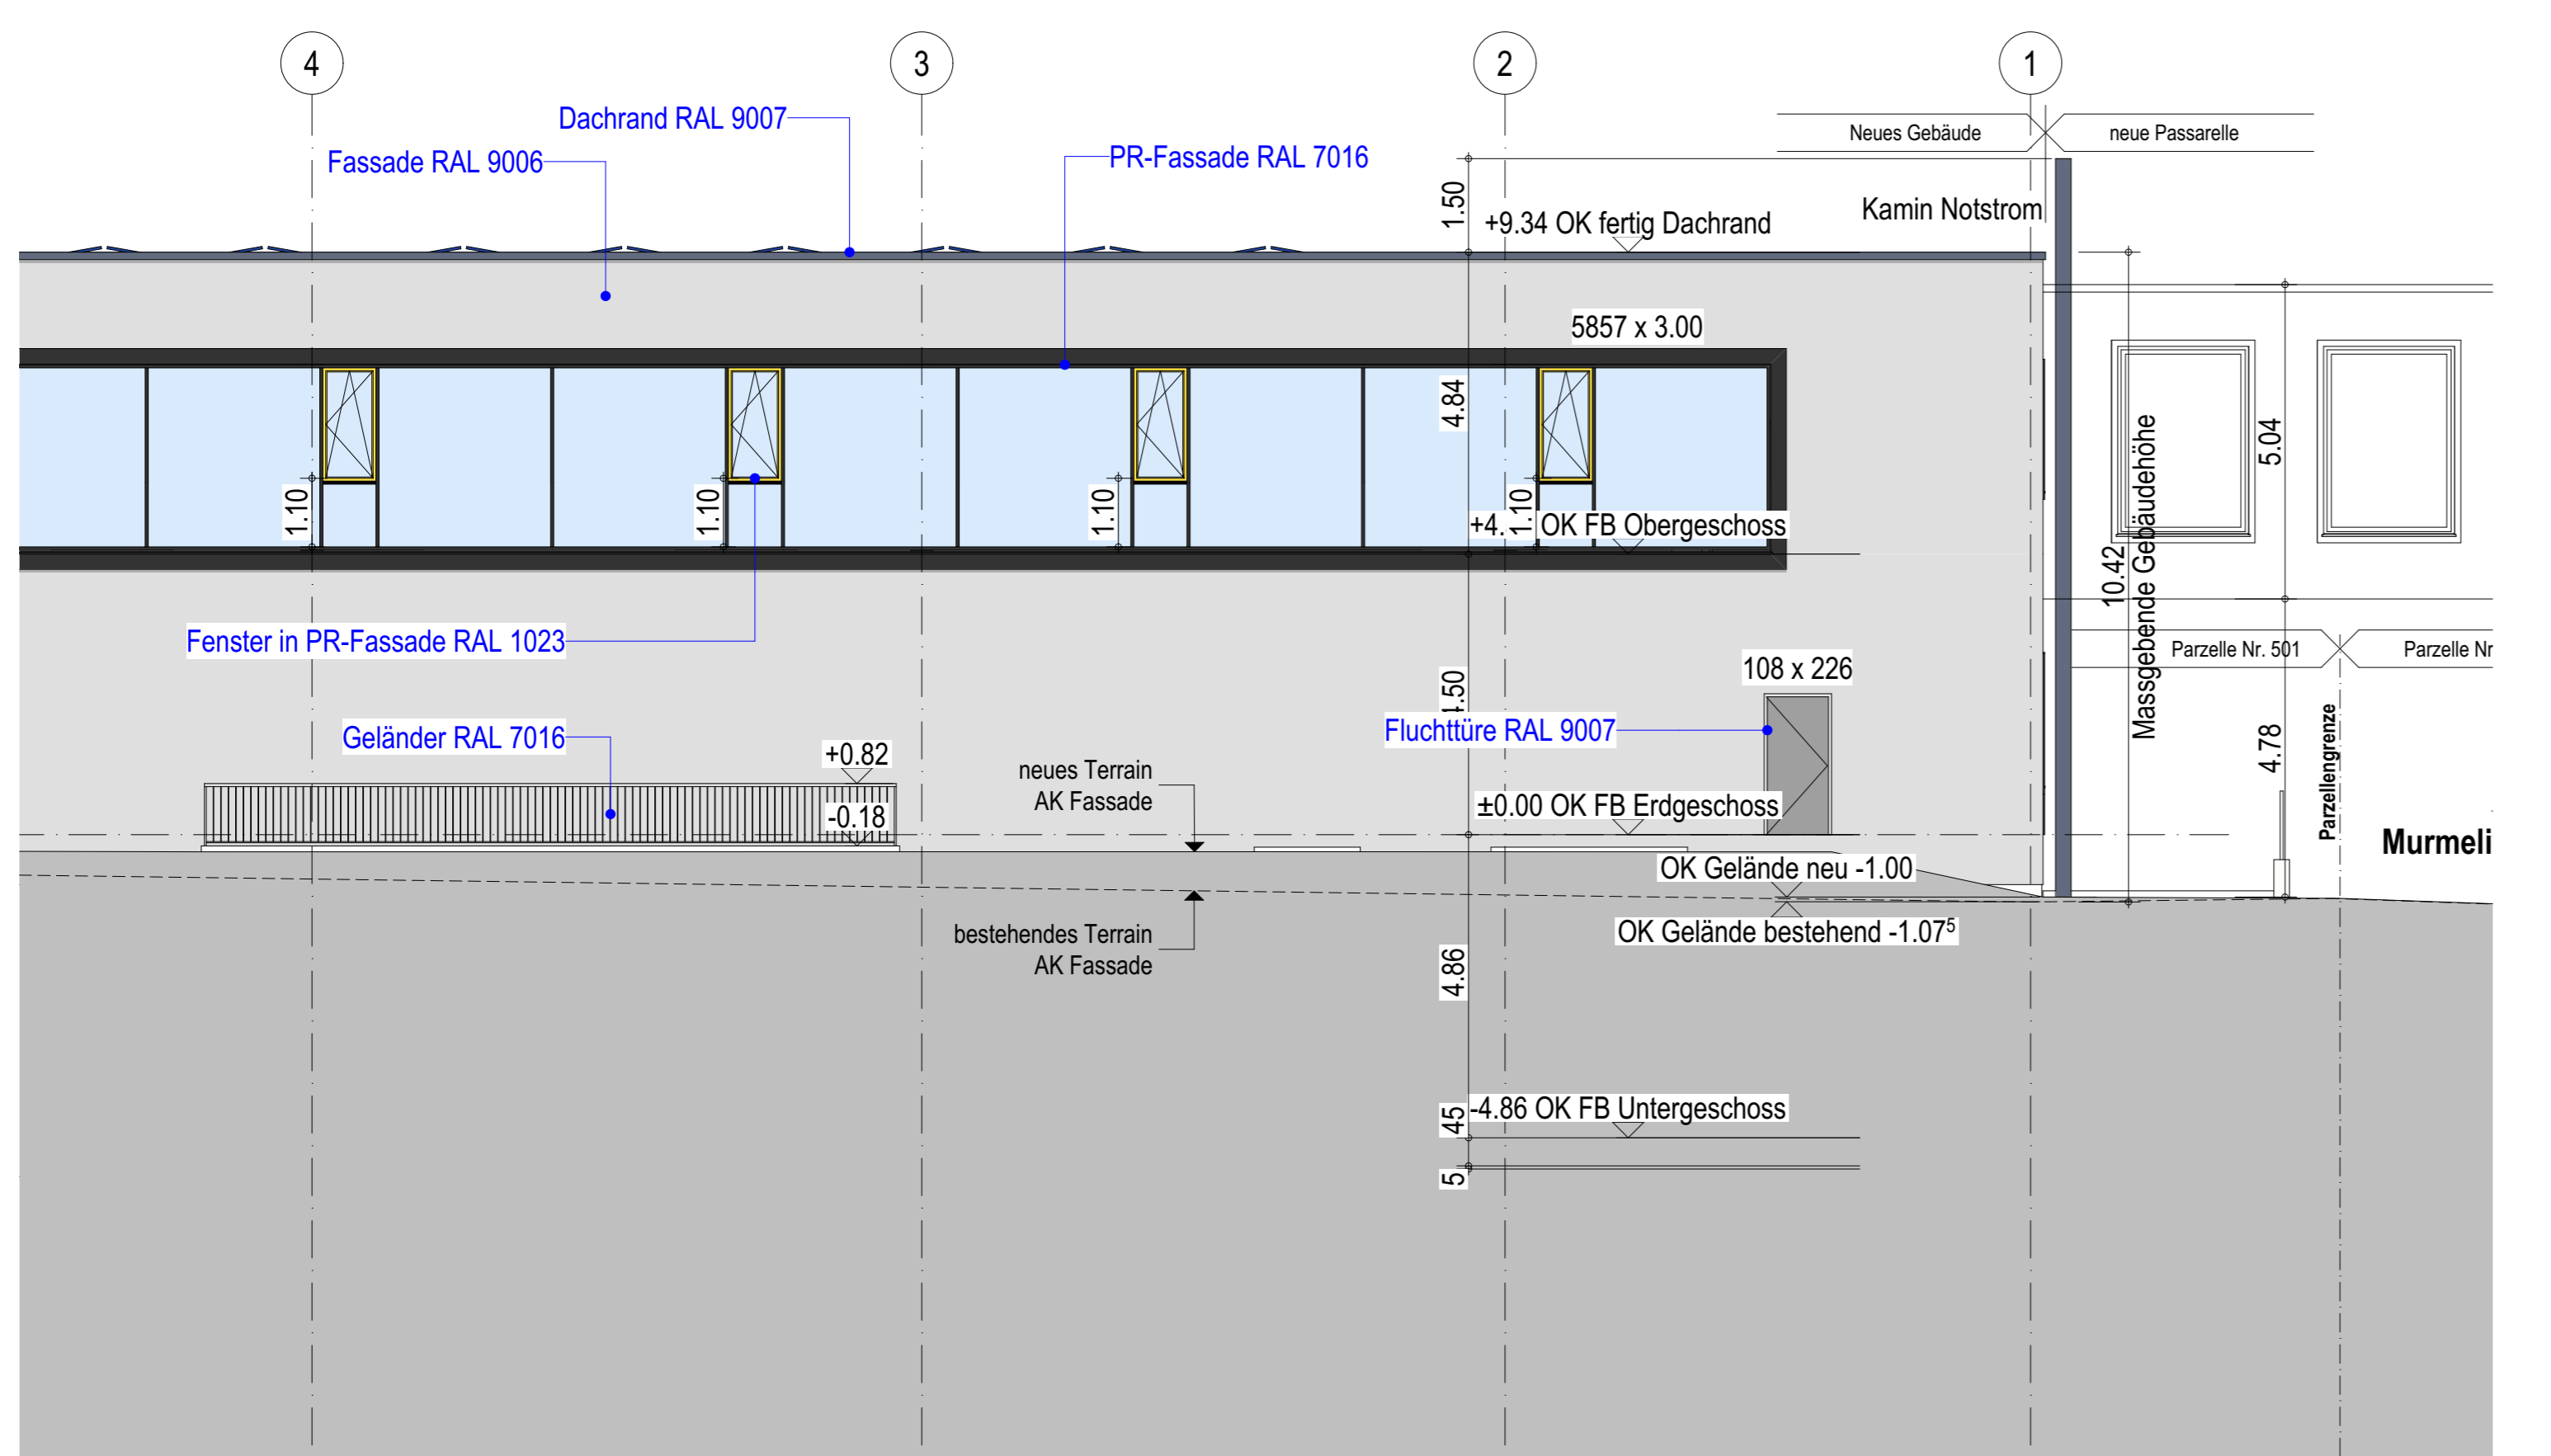 4
3
2
1
Dachrand RAL 9007
Fassade RAL 9006
PR-Fassade RAL 7016
Neues Gebäude
neue Passarelle
1.50
+9.34 OK fertig Dachrand
Kamin Notstrom
5857 x 3.00
4.84
1.10
1.10
1.10
1.10
+4. OK FB Obergeschoss
5.04
10.42
Massgebende Gebäudehöhe
Fenster in PR-Fassade RAL 1023
Parzelle Nr. 501
Parzelle Nr
108 x 226
4.50
Fluchttüre RAL 9007
Geländer RAL 7016
+0.82
-0.18
neues Terrain
AK Fassade
±0.00 OK FB Erdgeschoss
4.78
Parzellengrenze
Murmeli
OK Gelände neu -1.00
OK Gelände bestehend -1.07⁵
bestehendes Terrain
AK Fassade
4.86
-4.86 OK FB Untergeschoss
45
5